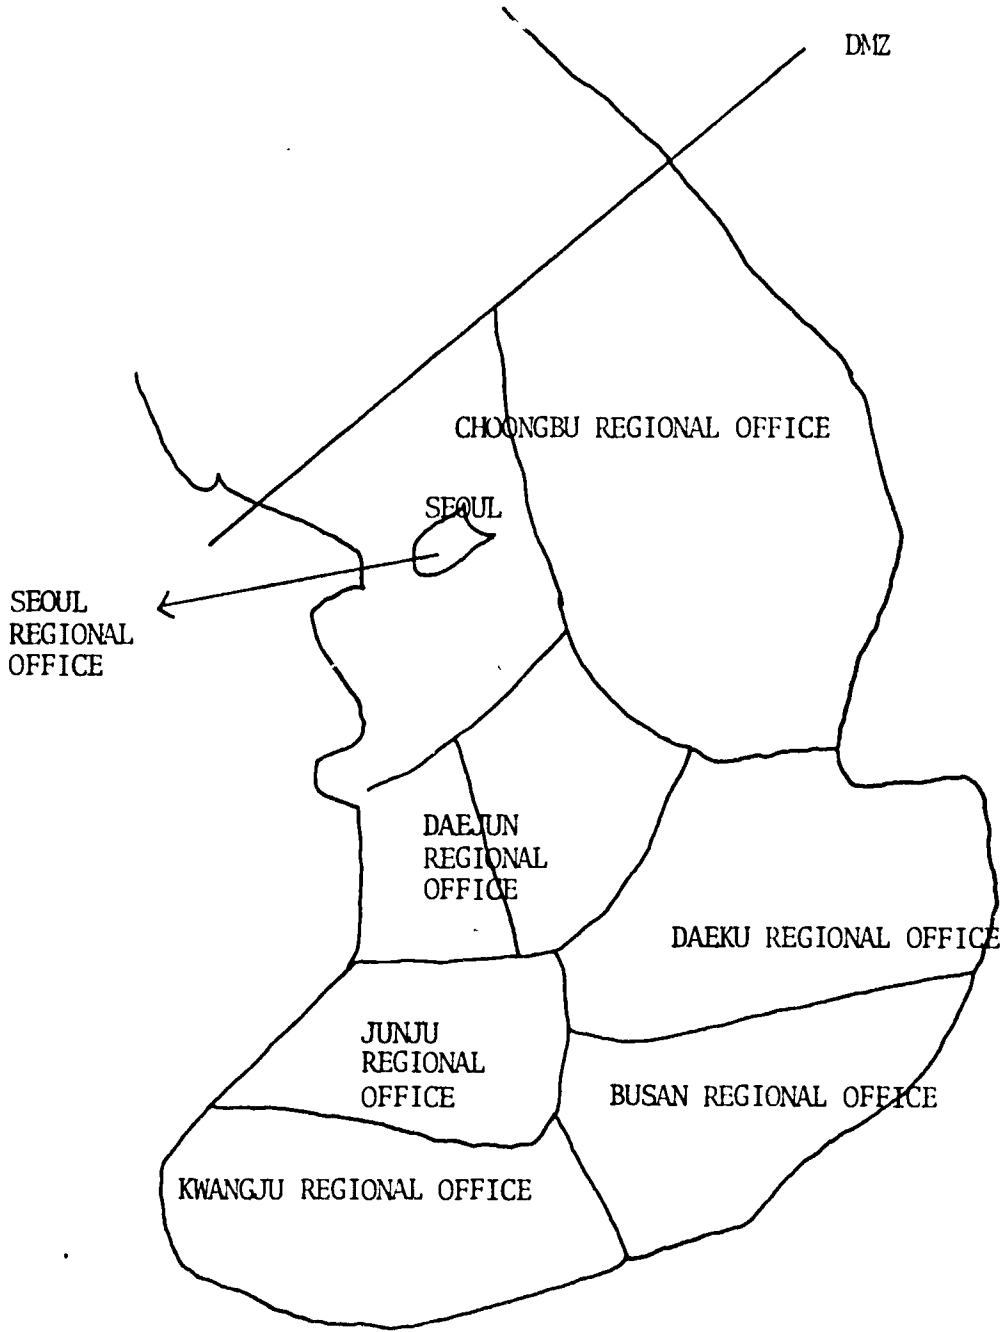 DMZ
CHOONGBU REGIONAL OFFICE
SEOUL
SEOUL
REGIONAL
OFFICE
DAEJUN
REGIONAL
OFFICE
DAEKU REGIONAL OFFICE
JUNJU
REGIONAL
OFFICE
BUSAN REGIONAL OFFICE
KWANGJU REGIONAL OFFICE